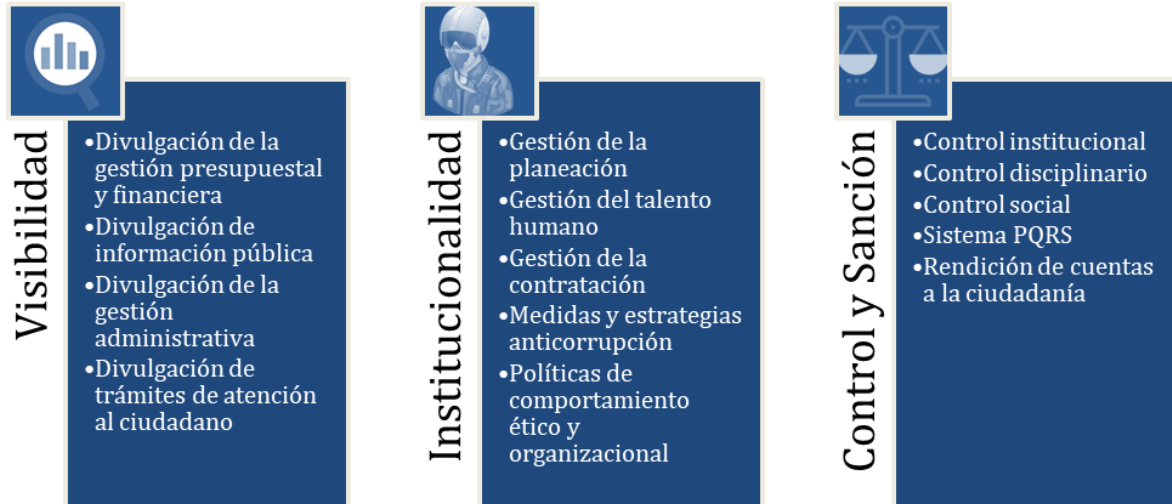 Visibilidad
•Divulgación de la
gestión presupuestal
y financiera
•Divulgación de
información pública
•Divulgación de la
gestión
administrativa
•Divulgación de
trámites de atención
al ciudadano
Institucionalidad
•Gestión de la
planeación
•Gestión del talento
humano
•Gestión de la
contratación
•Medidas y estrategias
anticorrupción
•Políticas de
comportamiento
ético y
organizacional
Control y Sanción
•Control institucional
•Control disciplinario
•Control social
•Sistema PQRS
•Rendición de cuentas
a la ciudadanía